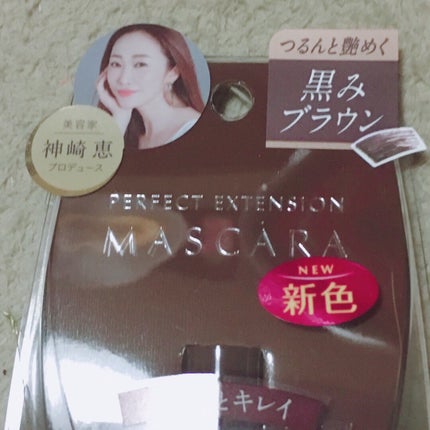 美容家
神崎 恵
プロデュース
つるんと艶めく
黒み
ブラウン
PERFECT EXTENSION
MASCARA
NEW
新色
とキレイ